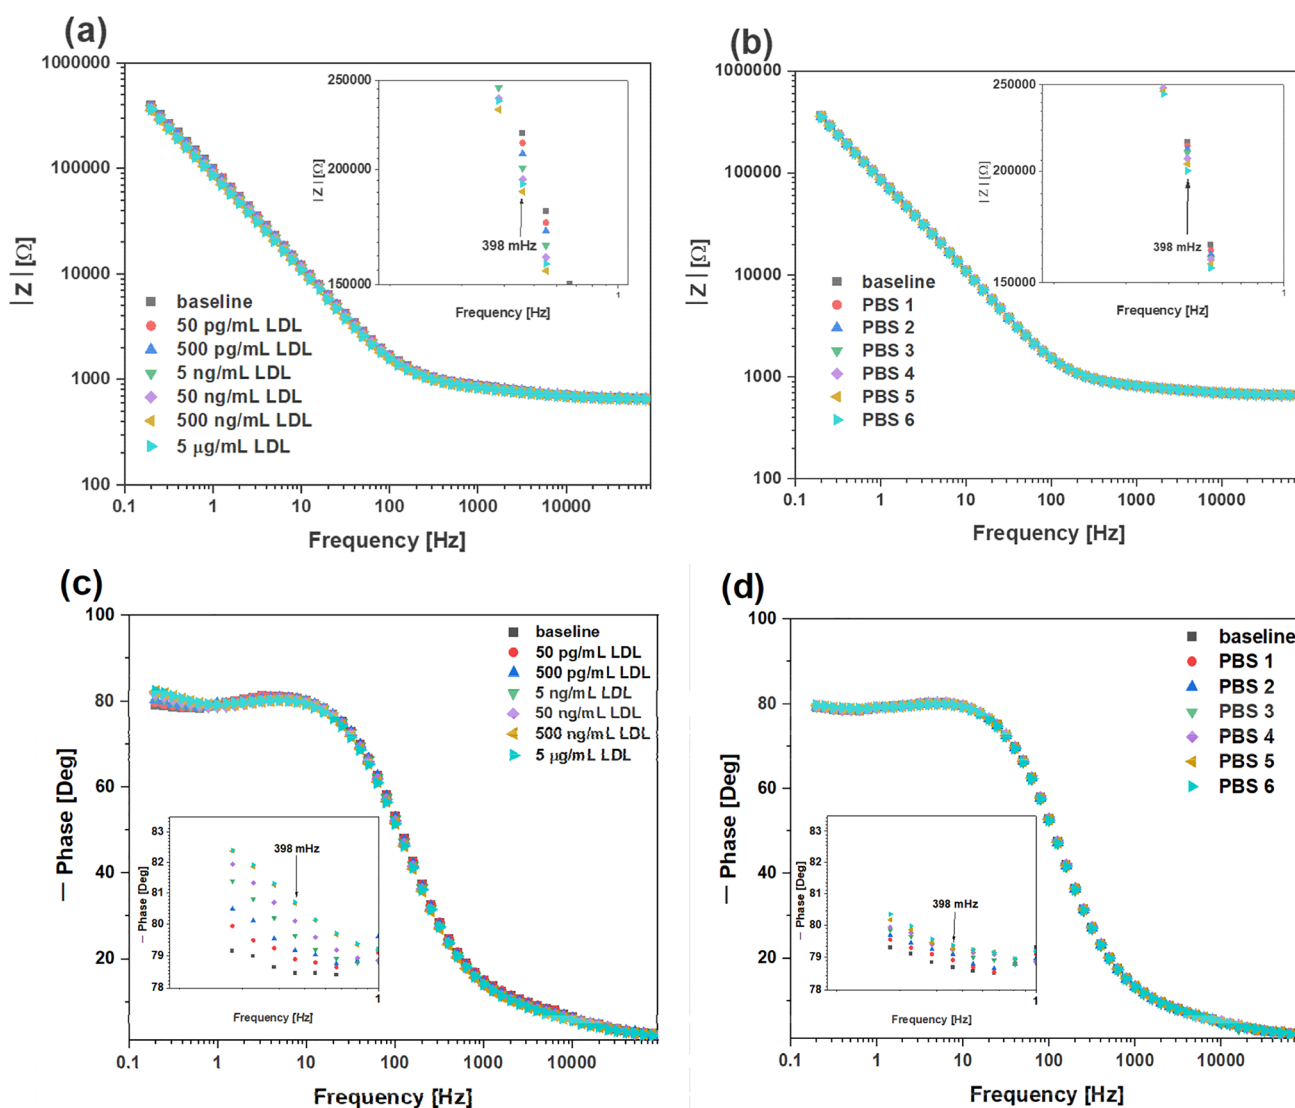 (a)
1000000
100000
10000
1000
100
|Z|[Ω]
0.1
1
10
100
1000
10000
Frequency [Hz]
baseline
50 pg/mL LDL
500 pg/mL LDL
5 ng/mL LDL
50 ng/mL LDL
500 ng/mL LDL
5 μg/mL LDL
250000
200000
150000
|Z|[Ω]
398 mHz
1
Frequency [Hz]
(b)
1000000
100000
10000
1000
100
|Z|[Ω]
0.1
1
10
100
1000
10000
Frequency [Hz]
baseline
PBS 1
PBS 2
PBS 3
PBS 4
PBS 5
PBS 6
250000
200000
150000
|Z|[Ω]
398 mHz
1
Frequency [Hz]
(c)
100
80
60
40
20
— Phase [Deg]
0.1
1
10
100
1000
10000
Frequency [Hz]
baseline
50 pg/mL LDL
500 pg/mL LDL
5 ng/mL LDL
50 ng/mL LDL
500 ng/mL LDL
5 μg/mL LDL
83
82
81
80
79
78
— Phase [Deg]
398 mHz
1
Frequency [Hz]
(d)
100
80
60
40
20
— Phase [Deg]
0.1
1
10
100
1000
10000
Frequency [Hz]
baseline
PBS 1
PBS 2
PBS 3
PBS 4
PBS 5
PBS 6
83
82
81
80
79
78
— Phase [Deg]
398 mHz
1
Frequency [Hz]